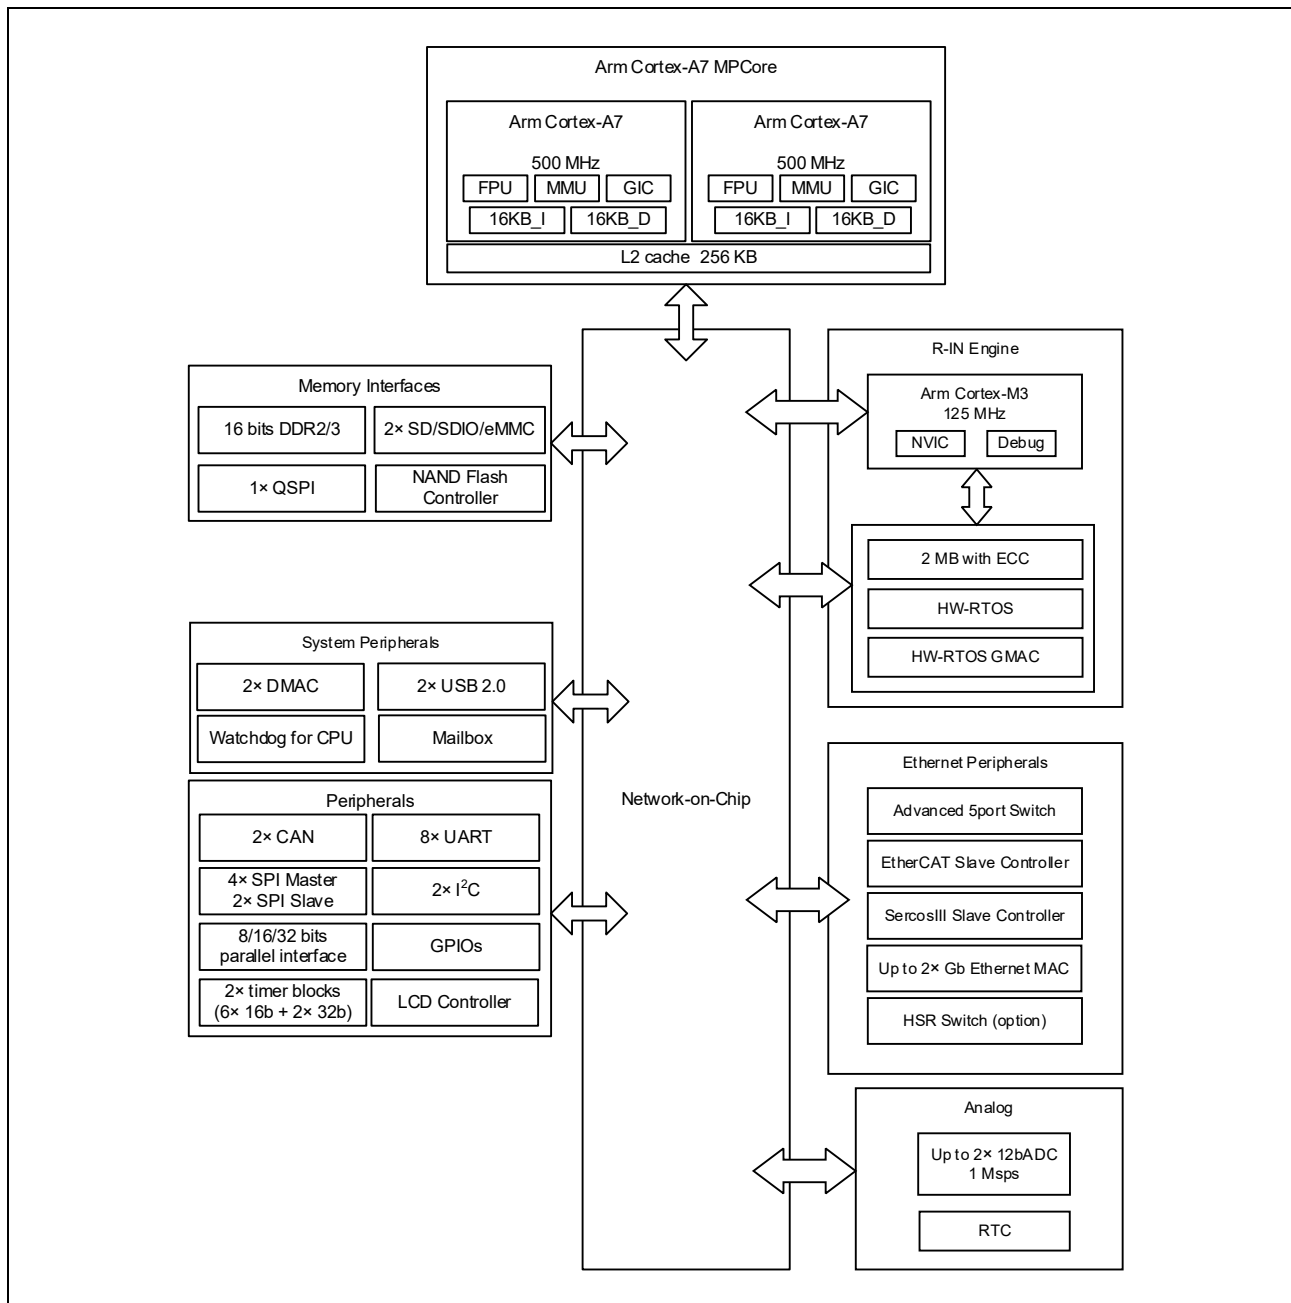 Arm Cortex-A7 MPCore
Arm Cortex-A7
500 MHz
FPU
MMU
GIC
16KB_I
16KB_D
Arm Cortex-A7
500 MHz
FPU
MMU
GIC
16KB_I
16KB_D
L2 cache 256 KB
Memory Interfaces
16 bits DDR2/3
2× SD/SDIO/eMMC
1× QSPI
NAND Flash
Controller
System Peripherals
2× DMAC
2× USB 2.0
Watchdog for CPU
Mailbox
Peripherals
2× CAN
8× UART
4× SPI Master
2× SPI Slave
2× I²C
8/16/32 bits
parallel interface
GPIOs
2× timer blocks
(6× 16b + 2× 32b)
LCD Controller
Network-on-Chip
R-IN Engine
Arm Cortex-M3
125 MHz
NVIC
Debug
2 MB with ECC
HW-RTOS
HW-RTOS GMAC
Ethernet Peripherals
Advanced 5port Switch
EtherCAT Slave Controller
SercosIII Slave Controller
Up to 2× Gb Ethernet MAC
HSR Switch (option)
Analog
Up to 2× 12bADC
1 Msps
RTC